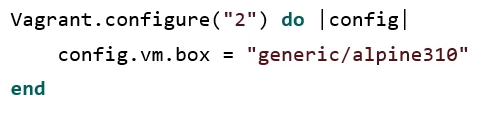 Vagrant.configure("2") do |config|
    config.vm.box = "generic/alpine310"
end